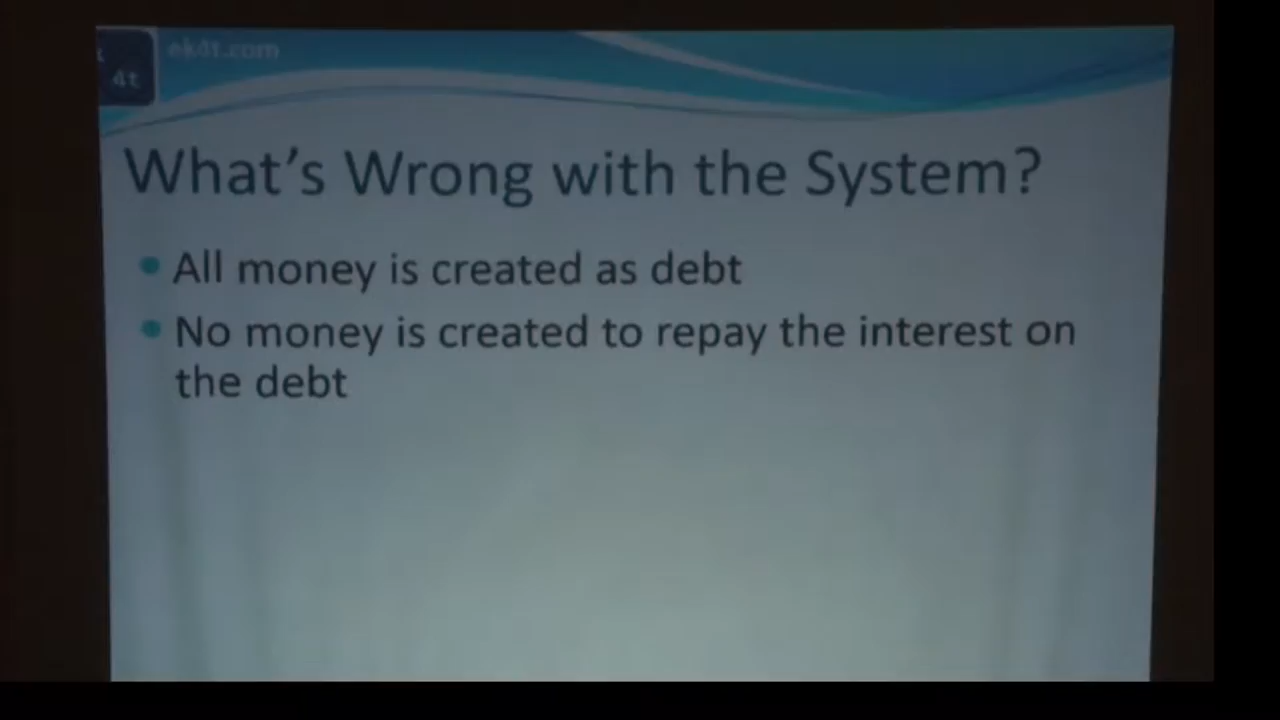 ek4t.com
4t
What's Wrong with the System?
All money is created as debt
No money is created to repay the interest on
the debt